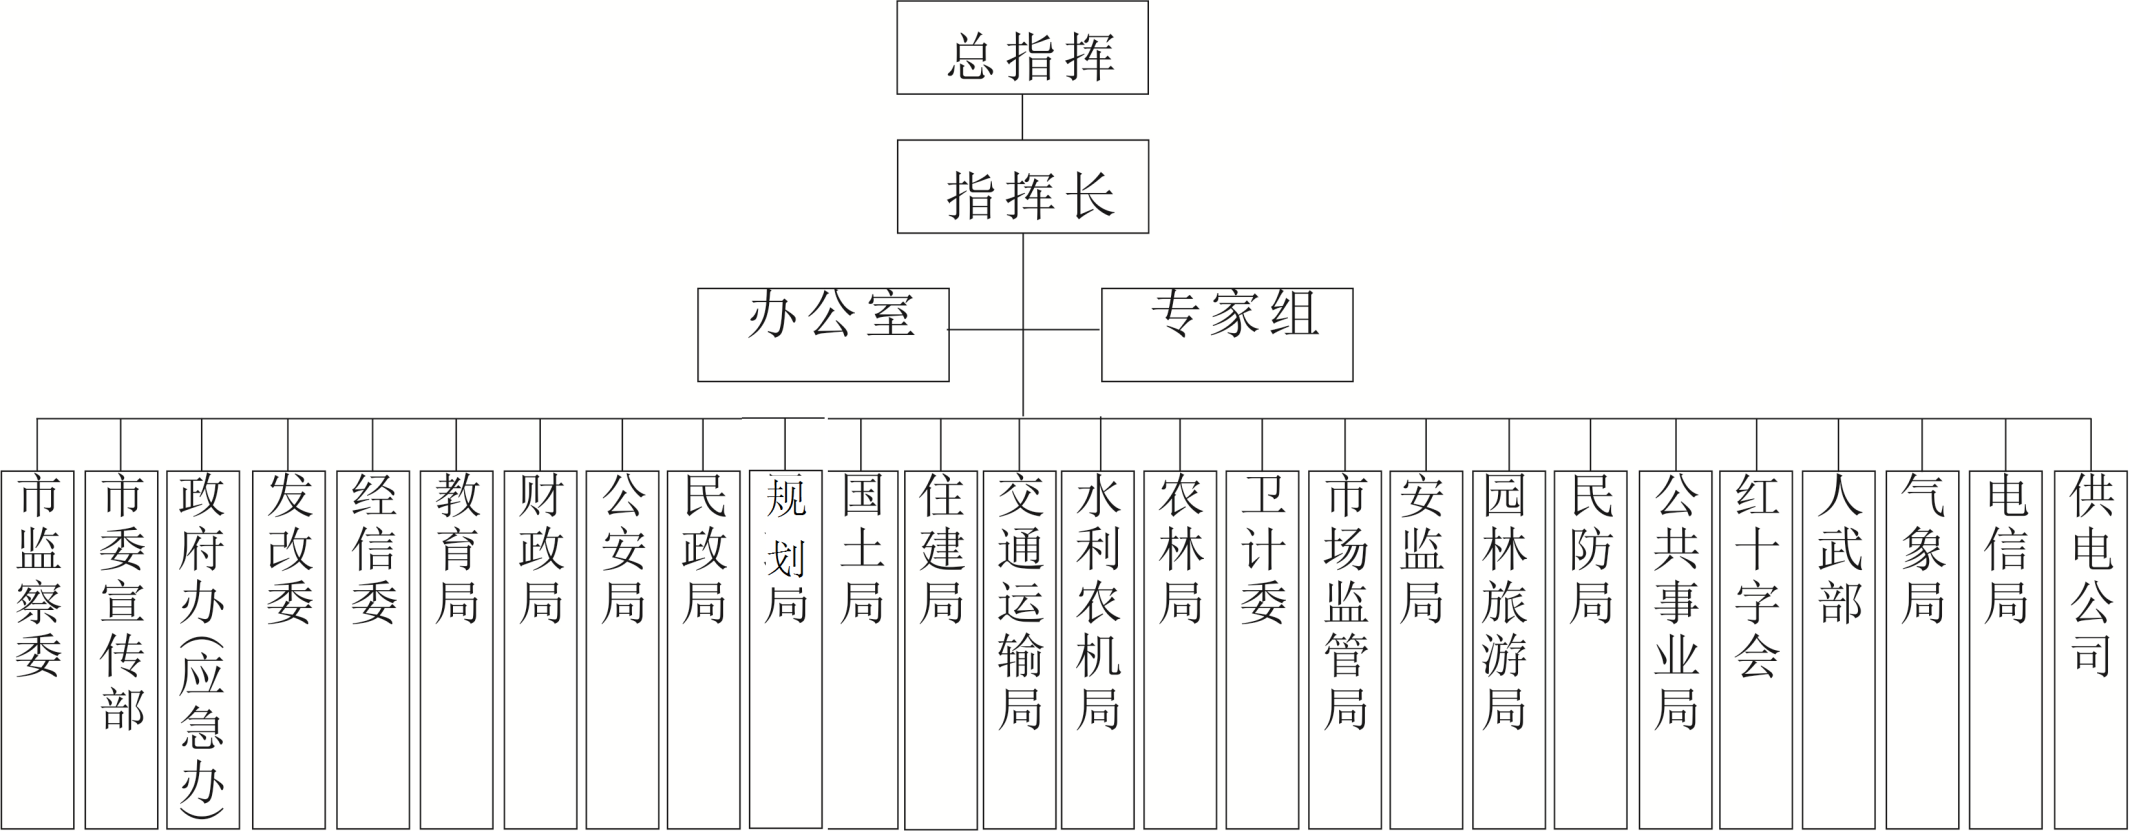 总指挥
指挥长
办公室
专家组
市监察委
市委宣传部
政府办(应急办)
发改委
经信委
教育局
财政局
公安局
民政局
规划局
国土局
住建局
交通运输局
水利农机局
农林局
卫计委
市场监管局
安监局
园林旅游局
民防局
公共事业局
红十字会
人武部
气象局
电信局
供电公司